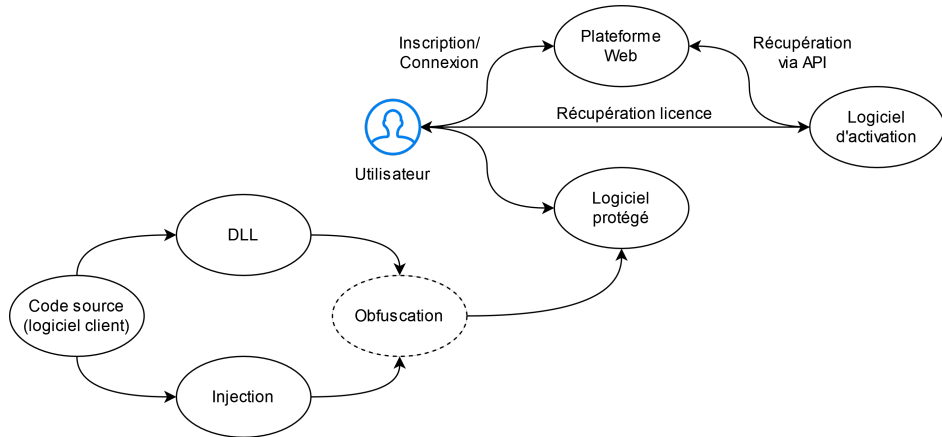 Plateforme
Web
Inscription/
Connexion
Récupération
via API
Récupération licence
Logiciel
d'activation
Utilisateur
Logiciel
protégé
DLL
Code source
(logiciel client)
Obfuscation
Injection